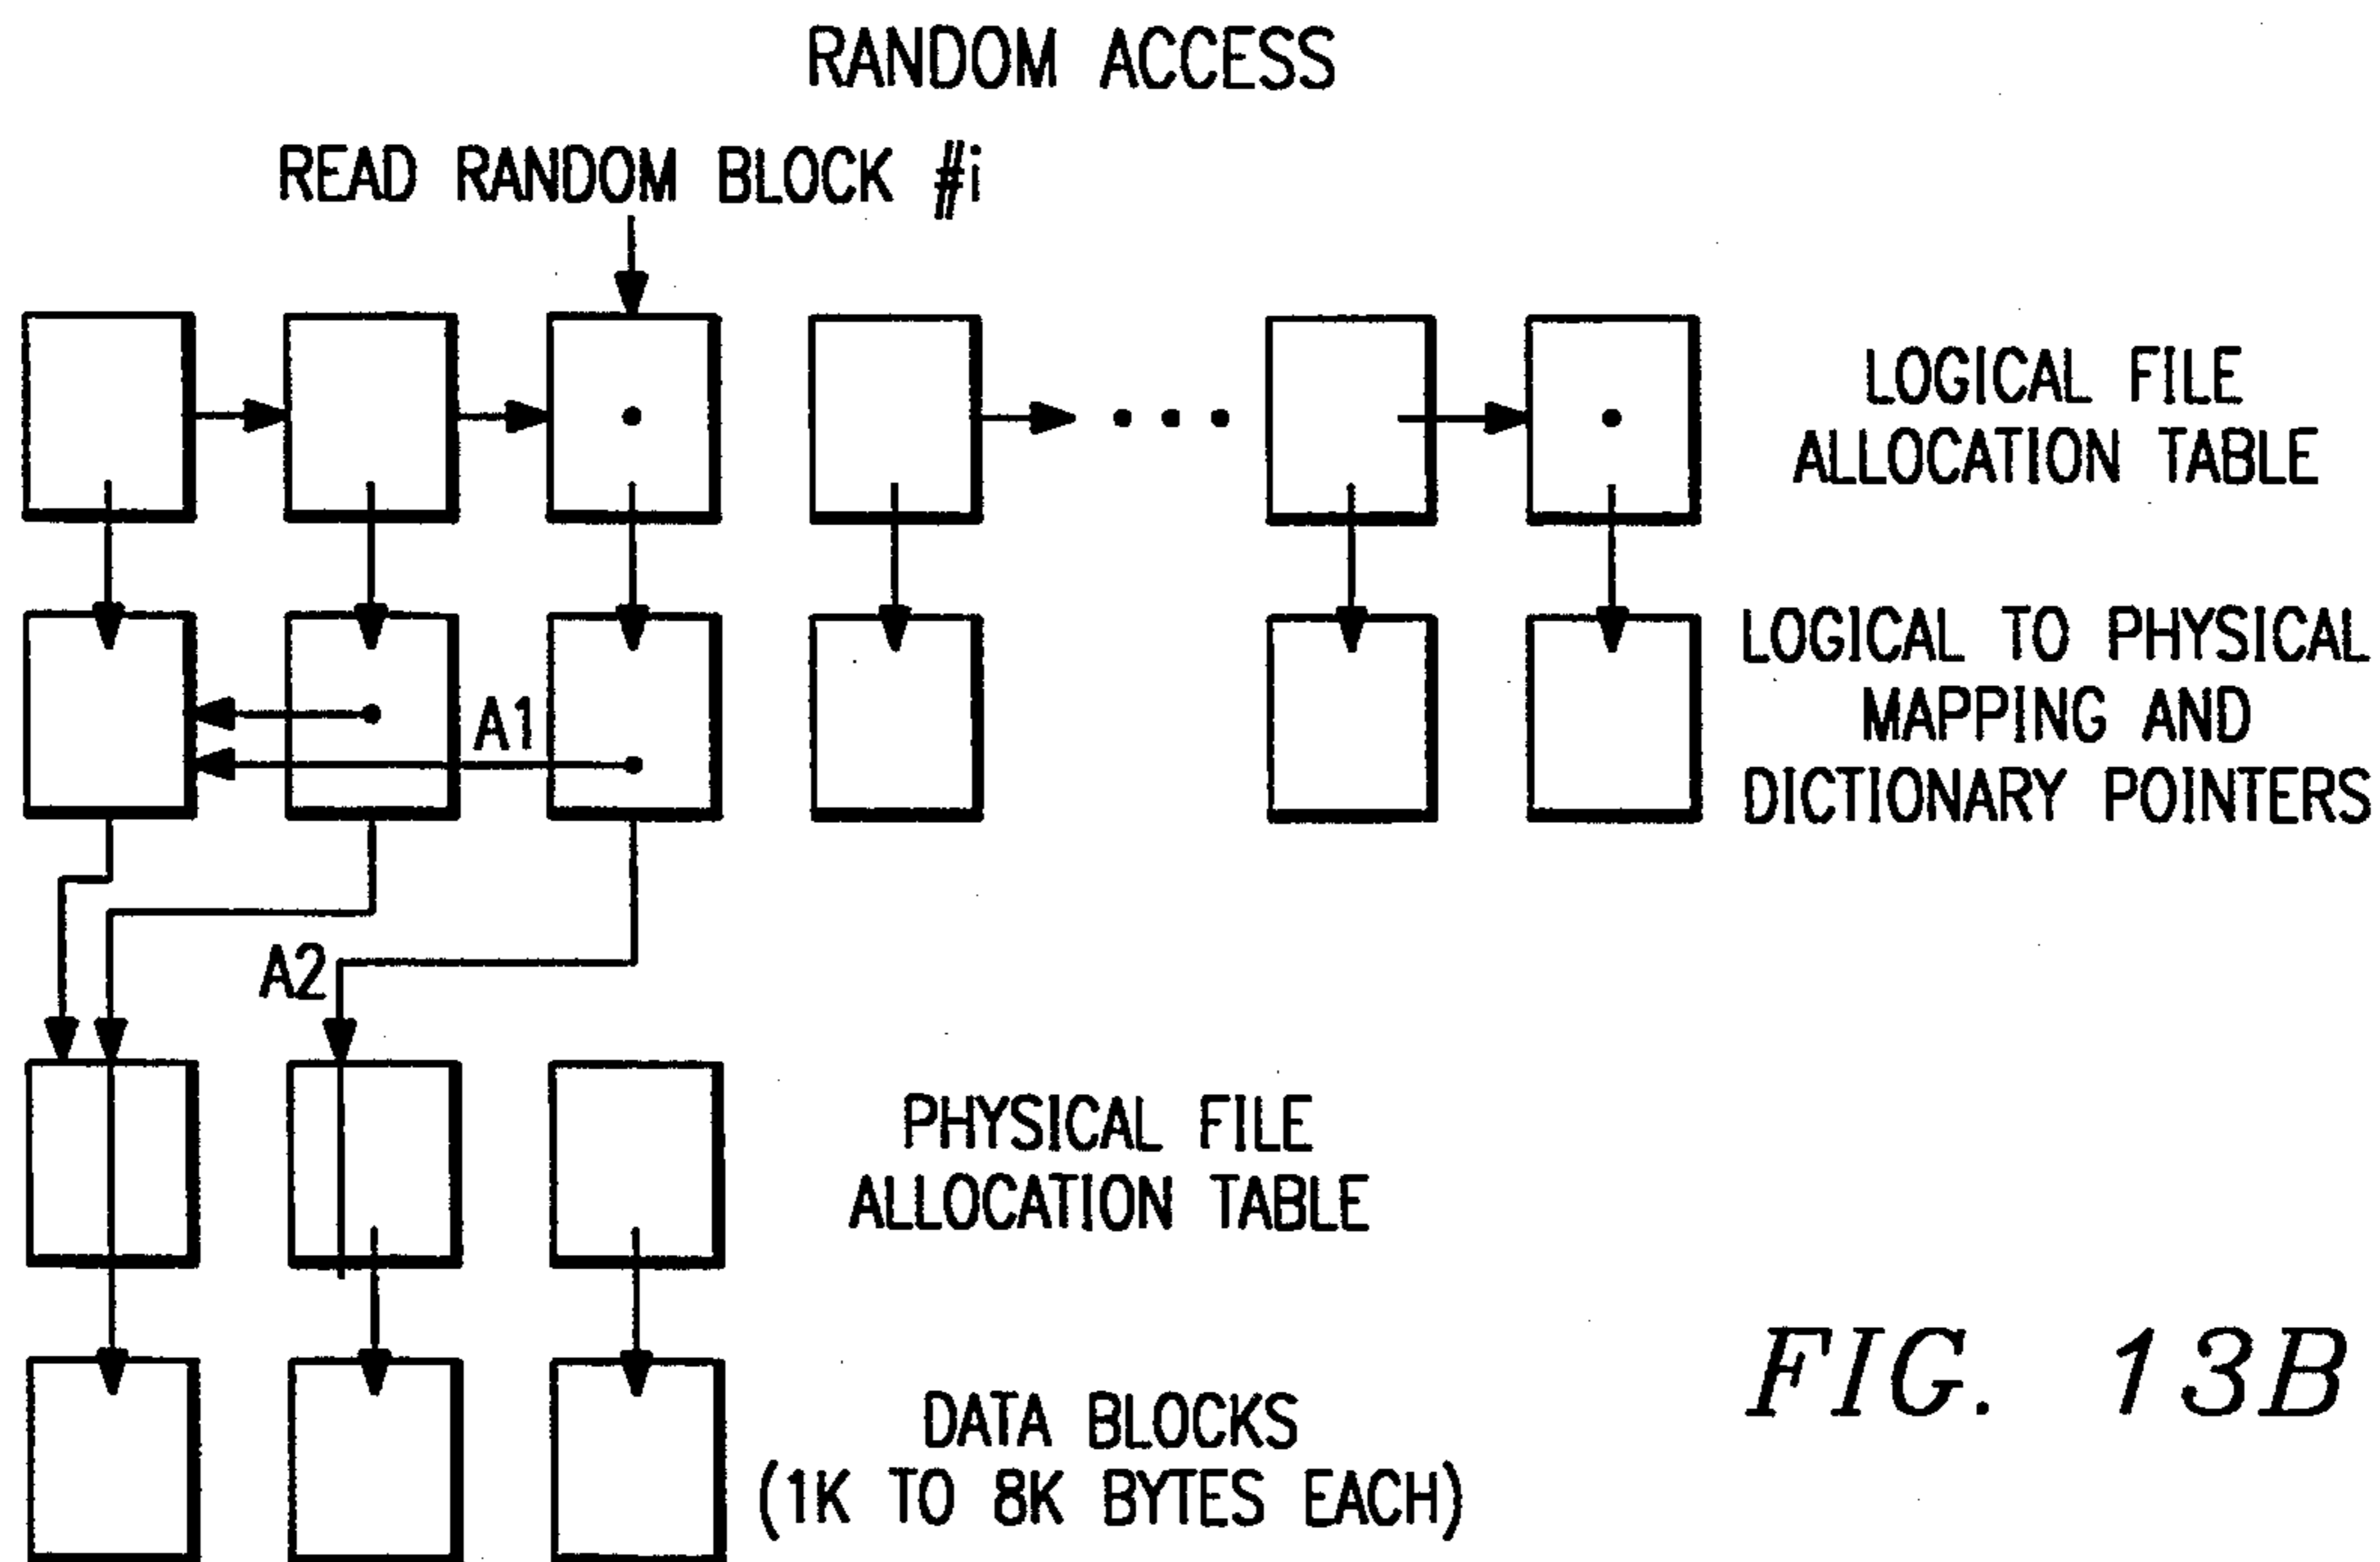 RANDOM ACCESS
READ RANDOM BLOCK #i
LOGICAL FILE
ALLOCATION TABLE
LOGICAL TO PHYSICAL
MAPPING AND
DICTIONARY POINTERS
A1
A2
PHYSICAL FILE
ALLOCATION TABLE
DATA BLOCKS
(1K TO 8K BYTES EACH)
FIG. 13B